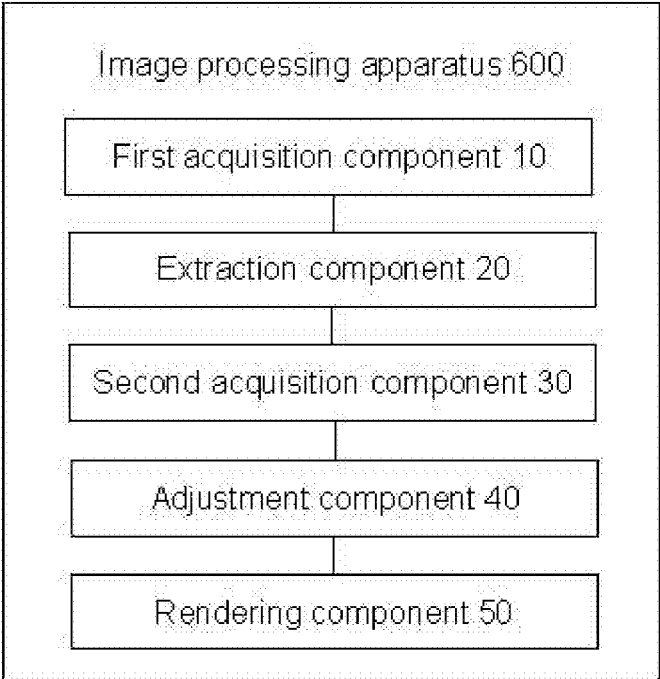 Image processing apparatus 600
First acquisition component 10
Extraction component 20
Second acquisition component 30
Adjustment component 40
Rendering component 50